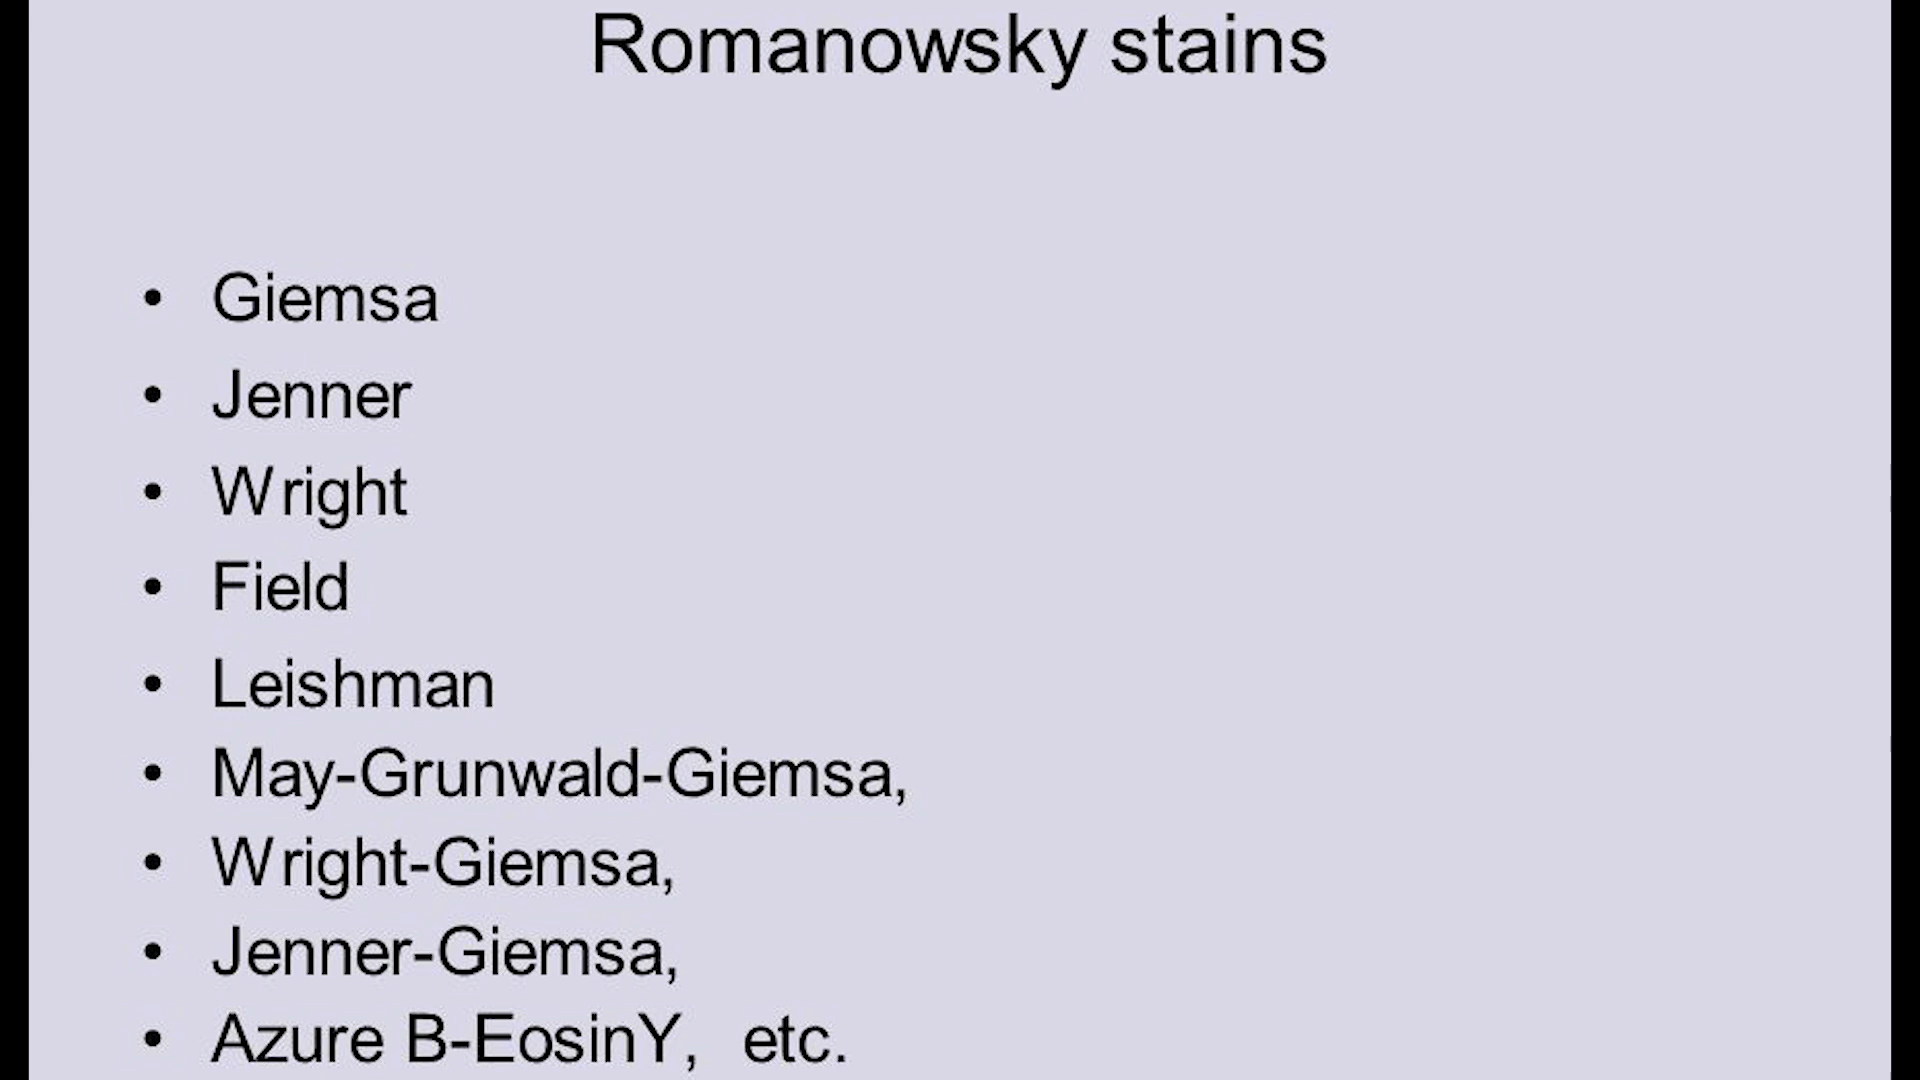 Romanowsky stains
• Giemsa
• Jenner
• Wright
• Field
• Leishman
• May-Grunwald-Giemsa,
• Wright-Giemsa,
• Jenner-Giemsa,
• Azure B-EosinY, etc.